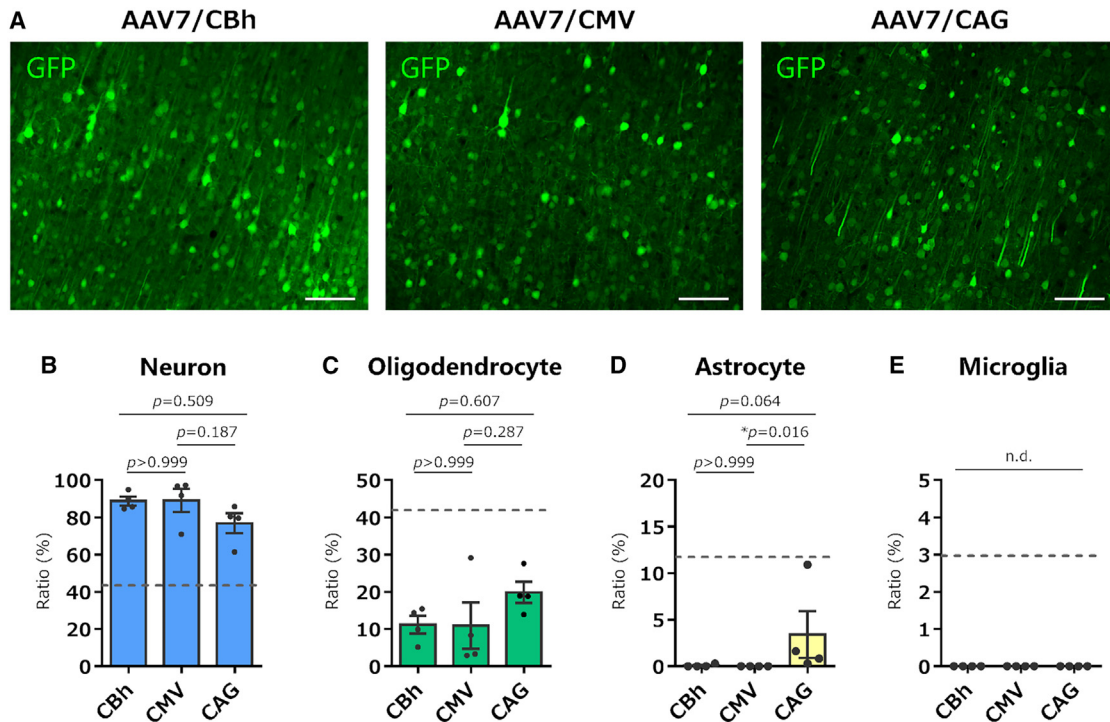 A
AAV7/CBh
AAV7/CMV
AAV7/CAG
GFP
GFP
GFP
B
Neuron
p=0.509
p=0.187
p>0.999
Ratio (%)
100
80
60
40
20
0
CBh
CMV
CAG
C
Oligodendrocyte
p=0.607
p=0.287
p>0.999
Ratio (%)
50
40
30
20
10
0
CBh
CMV
CAG
D
Astrocyte
p=0.064
*p=0.016
p>0.999
Ratio (%)
20
15
10
5
0
CBh
CMV
CAG
E
Microglia
n.d.
Ratio (%)
5
4
3
2
1
0
CBh
CMV
CAG